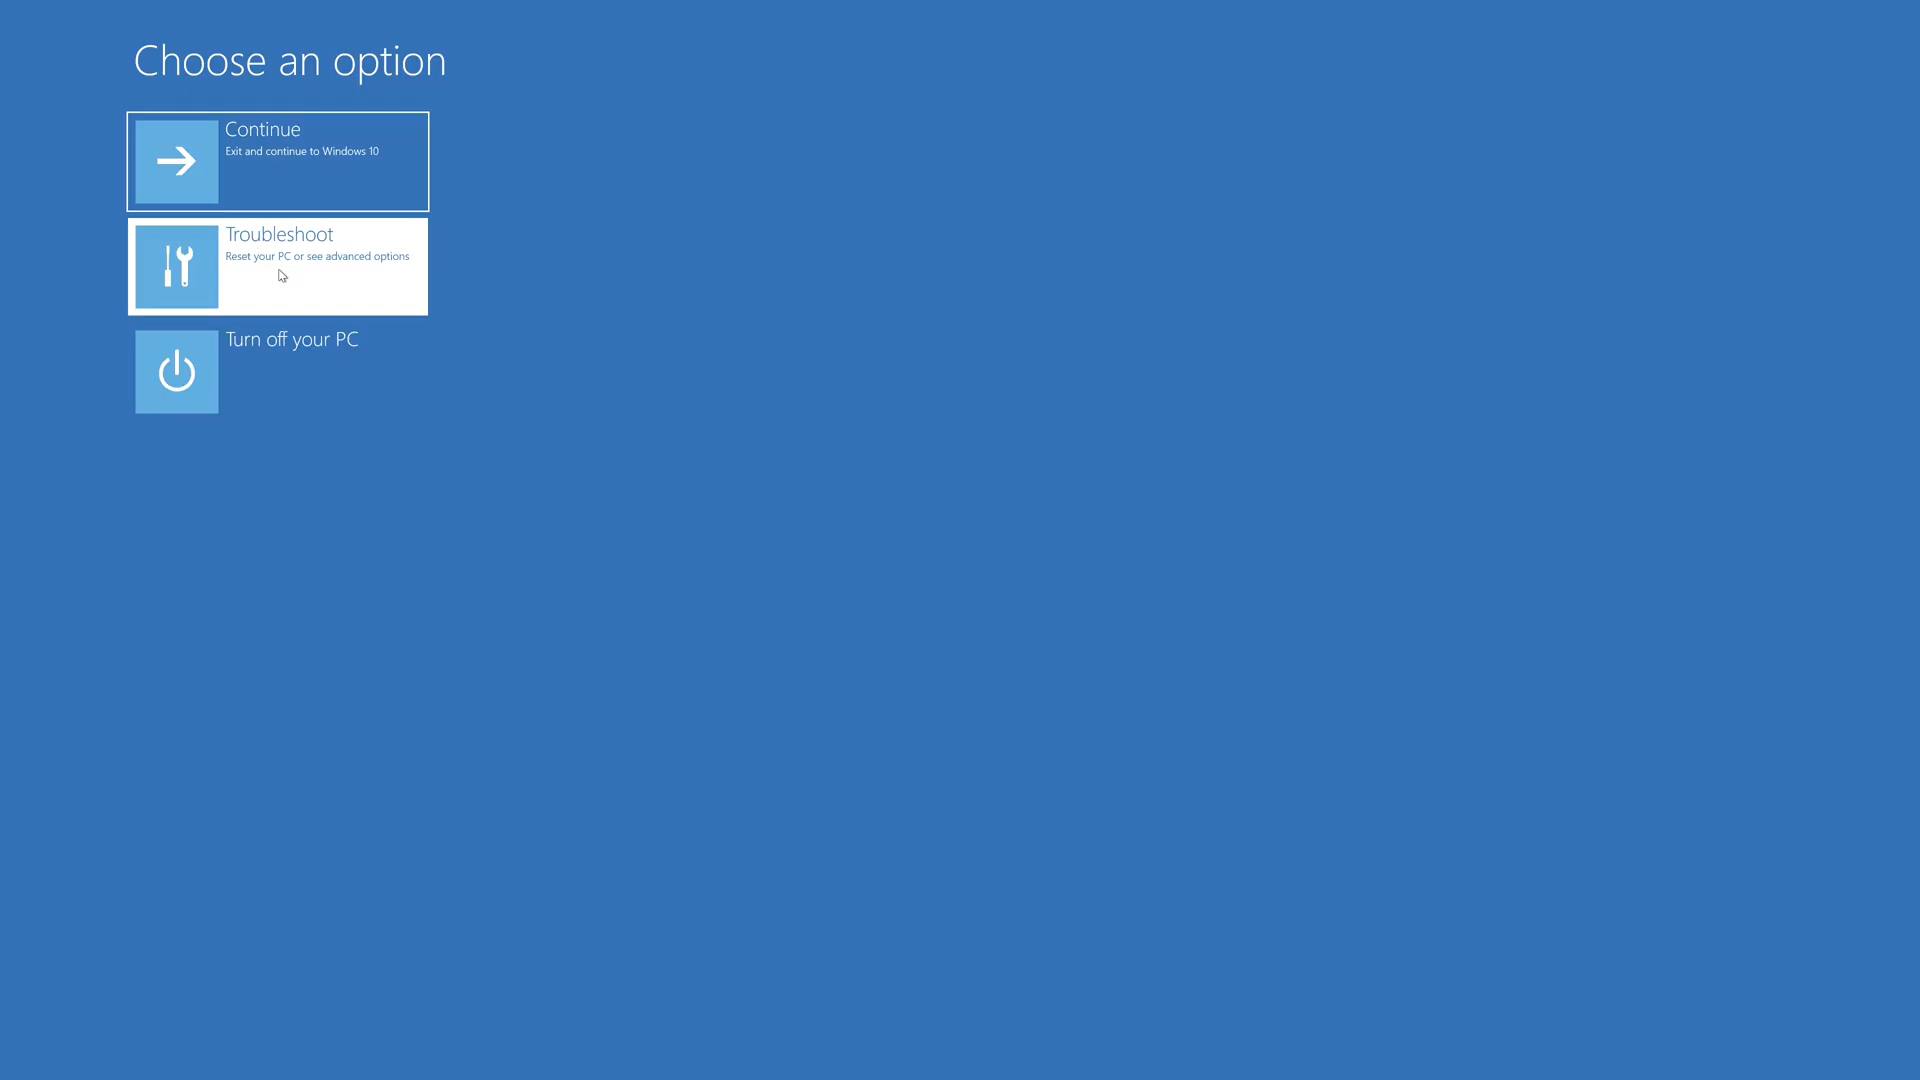 Choose an option
Continue
Exit and continue to Windows 10
Troubleshoot
Reset your PC or see advanced options
Turn off your PC